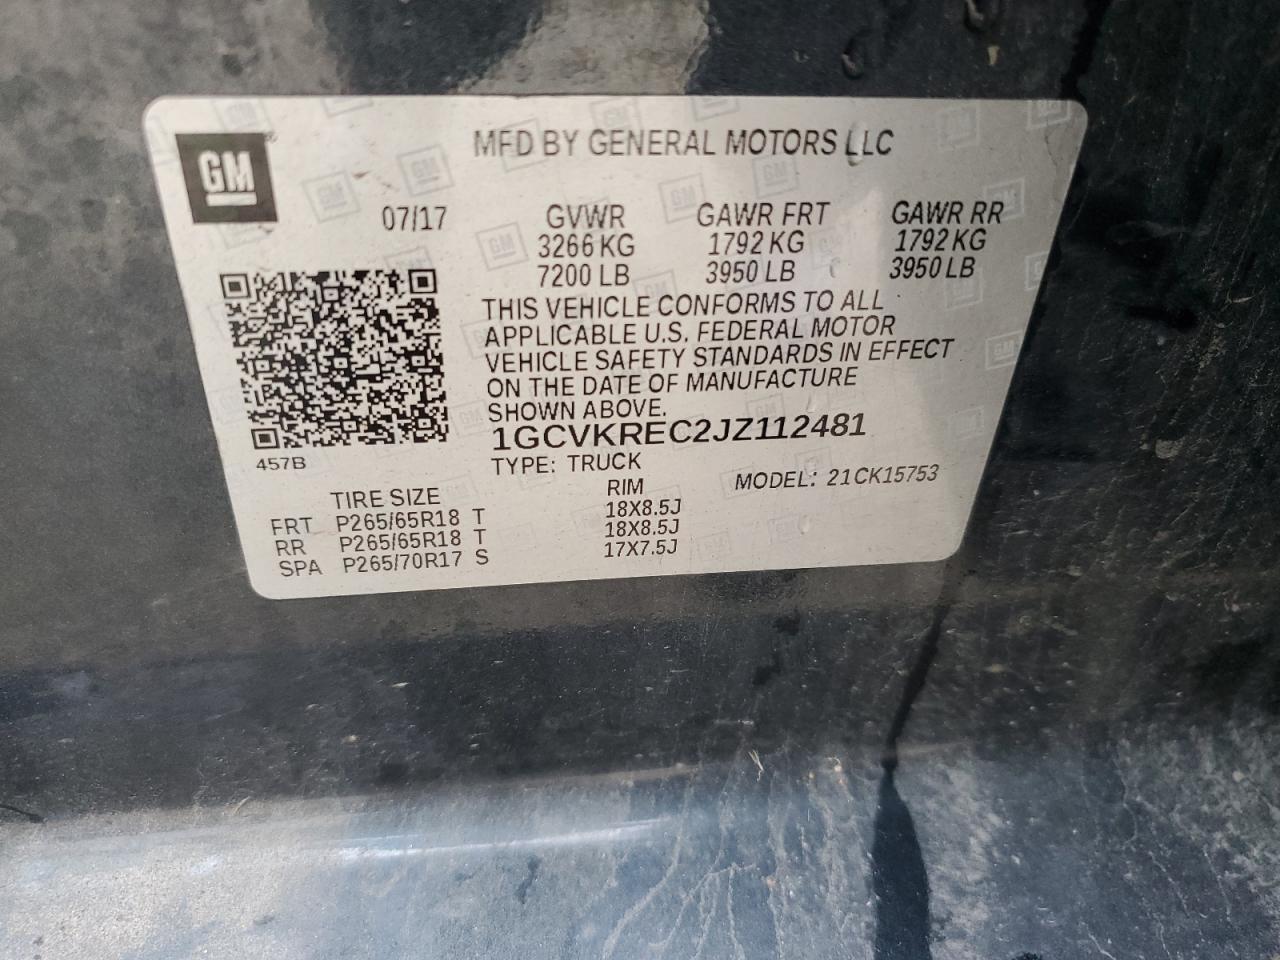 GM
MFD BY GENERAL MOTORS LLC
07/17 GVWR GAWR FRT GAWR RR
3266 KG 1792 KG 1792 KG
7200 LB 3950 LB 3950 LB
THIS VEHICLE CONFORMS TO ALL
APPLICABLE U.S. FEDERAL MOTOR
VEHICLE SAFETY STANDARDS IN EFFECT
ON THE DATE OF MANUFACTURE
SHOWN ABOVE.
1GCVKREC2JZ112481
457B
TYPE: TRUCK MODEL: 21CK15753
TIRE SIZE RIM
FRT P265/65R18 T 18X8.5J
RR P265/65R18 T 18X8.5J
SPA P265/70R17 S 17X7.5J